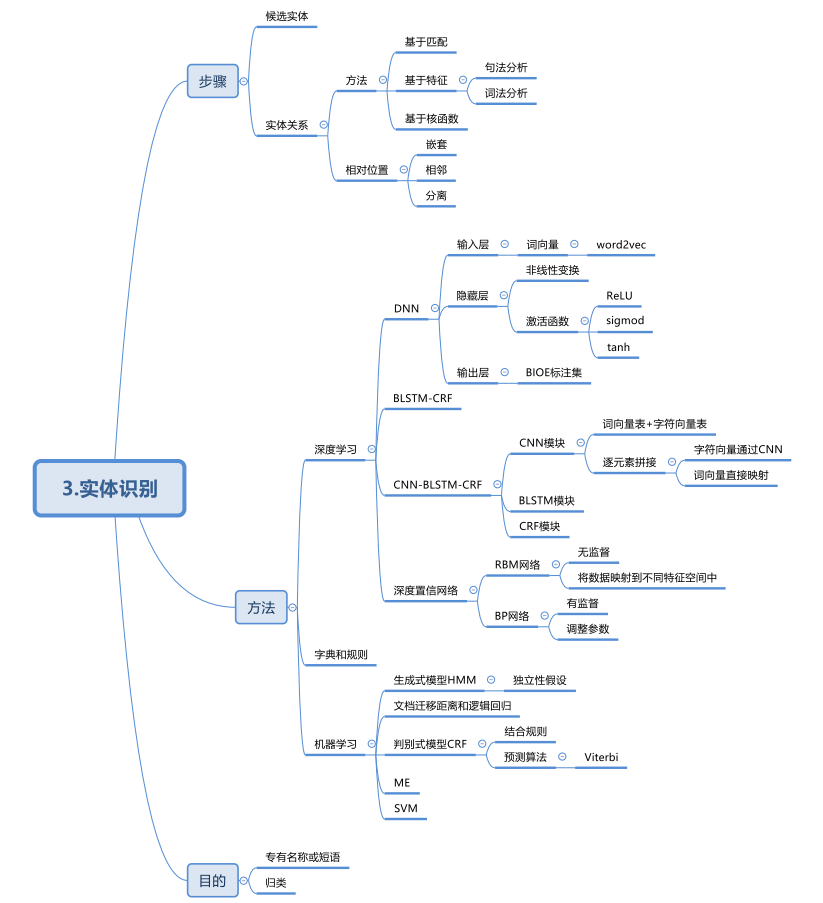 3.实体识别
步骤
候选实体
实体关系
方法
基于匹配
基于特征
句法分析
词法分析
基于核函数
相对位置
嵌套
相邻
分离
方法
深度学习
DNN
输入层
词向量
word2vec
隐藏层
非线性变换
激活函数
ReLU
sigmod
tanh
输出层
BIOE标注集
BLSTM-CRF
CNN-BLSTM-CRF
CNN模块
词向量表+字符向量表
逐元素拼接
字符向量通过CNN
词向量直接映射
BLSTM模块
CRF模块
深度置信网络
RBM网络
无监督
将数据映射到不同特征空间中
BP网络
有监督
调整参数
字典和规则
机器学习
生成式模型HMM
独立性假设
文档迁移距离和逻辑回归
判别式模型CRF
结合规则
预测算法
Viterbi
ME
SVM
目的
专有名称或短语
归类